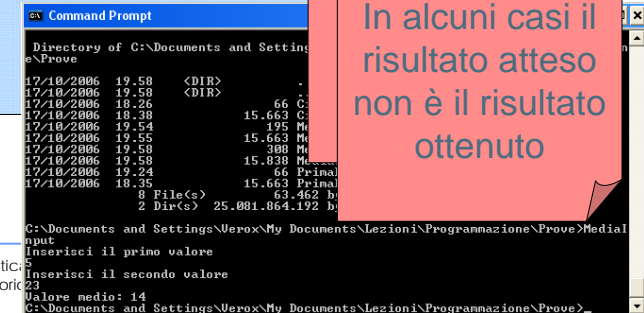 Command Prompt
In alcuni casi il
risultato atteso
non è il risultato
ottenuto
Directory of C:\Documents and Setting
e\Prove
17/10/2006 19.58 <DIR> .
17/10/2006 19.58 <DIR> ..
17/10/2006 18.26 66
17/10/2006 18.38 15.663
17/10/2006 19.54 195
17/10/2006 19.55 15.663
17/10/2006 19.58 308
17/10/2006 19.58 15.838
17/10/2006 19.24 66
17/10/2006 18.35 15.663
8 File(s) 63.462
2 Dir(s) 25.081.864.192
C:\Documents and Settings\Verox\My Documents\Lezioni\Programmazione\Prove>MediaI
nput
Inserisci il primo valore
5
Inserisci il secondo valore
23
Valore medio: 14
C:\Documents and Settings\Verox\My Documents\Lezioni\Programmazione\Prove>_